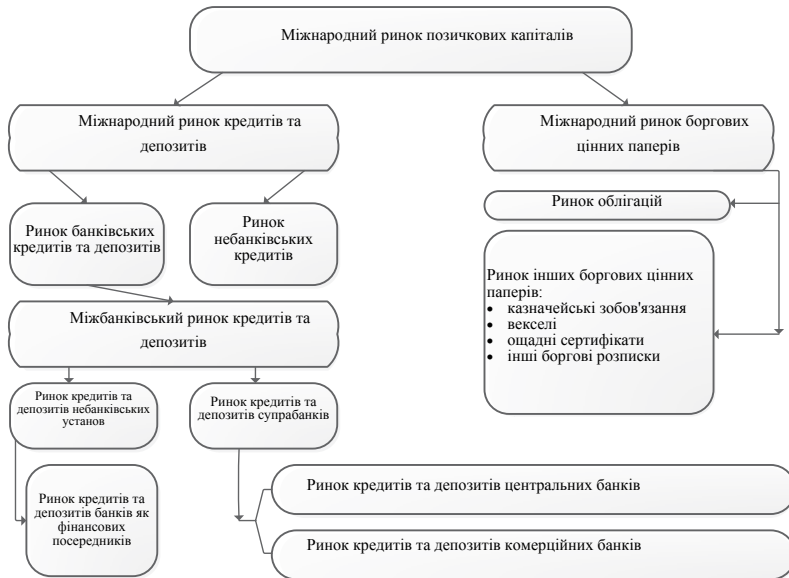 Міжнародний ринок позичкових капіталів
Міжнародний ринок кредитів та
депозитів
Міжнародний ринок боргових
цінних паперів
Ринок облігацій
Ринок банківських
кредитів та депозитів
Ринок
небанківських
кредитів
Ринок інших боргових цінних
паперів:
• казначейські зобов'язання
• векселі
• ощадні сертифікати
• інші боргові розписки
Міжбанківський ринок кредитів та
депозитів
Ринок кредитів та
депозитів небанківських
установ
Ринок кредитів та
депозитів супрабанків
Ринок кредитів та
депозитів банків як
фінансових
посередників
Ринок кредитів та депозитів центральних банків
Ринок кредитів та депозитів комерційних банків